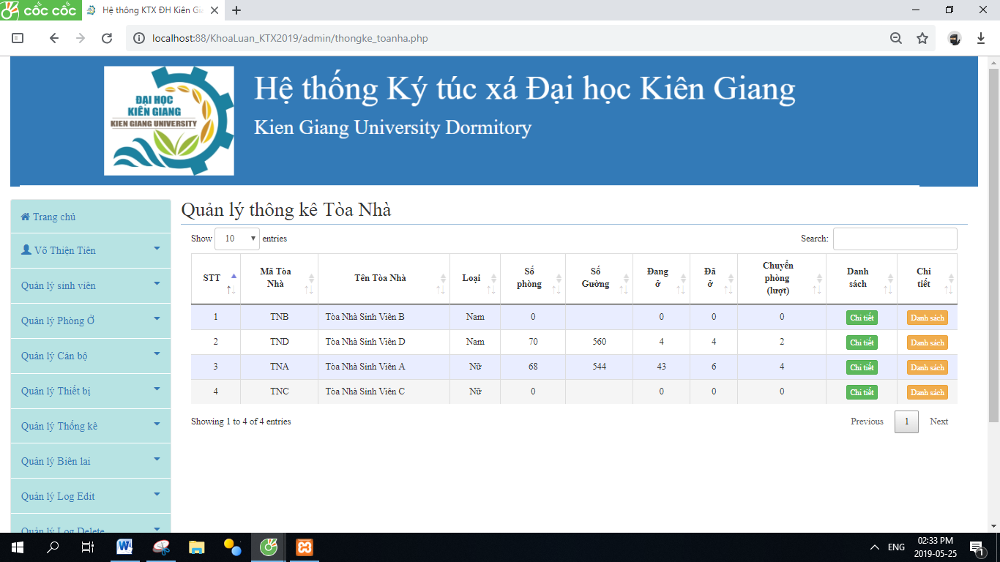 cốc cốc
Hệ thống KTX ĐH Kiên Gia
localhost:88/KhoaLuan_KTX2019/admin/thongke_toanha.php
ĐẠI HỌC
KIÊN GIANG
KIEN GIANG UNIVERSITY
Hệ thống Ký túc xá Đại học Kiên Giang
Kien Giang University Dormitory
Trang chủ
Võ Thiện Tiên
Quản lý sinh viên
Quản lý Phòng Ở
Quản lý Cán bộ
Quản lý Thiết bị
Quản lý Thống kê
Quản lý Biên lai
Quản lý Log Edit
Quản lý Log Delete
Quản lý thông kê Tòa Nhà
Show 10 entries
Search:
STT Mã Tòa Nhà Tên Tòa Nhà Loại Số phòng Số Gường Đang ở Đã ở Chuyển phòng (lượt) Danh sách Chi tiết
1 TNB Tòa Nhà Sinh Viên B Nam 0 0 0 0 Chi tiết Danh sách
2 TND Tòa Nhà Sinh Viên D Nam 70 560 4 4 2 Chi tiết Danh sách
3 TNA Tòa Nhà Sinh Viên A Nữ 68 544 43 6 4 Chi tiết Danh sách
4 TNC Tòa Nhà Sinh Viên C Nữ 0 0 0 0 Chi tiết Danh sách
Showing 1 to 4 of 4 entries
Previous 1 Next
ENG
02:33 PM
2019-05-25
1